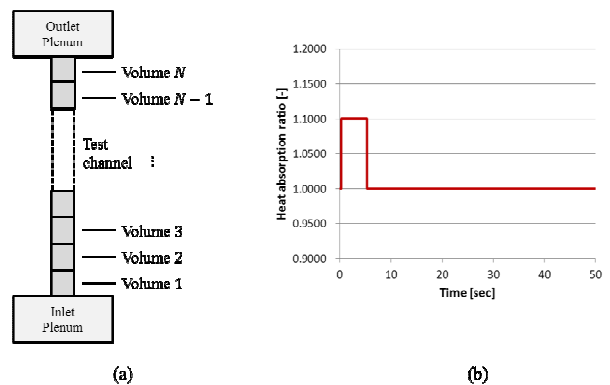 Outlet
Plenum
Volume N
Volume N − 1
Test
channel ⋮
Volume 3
Volume 2
Volume 1
Inlet
Plenum
(a)
1.2000
1.1500
1.1000
1.0500
1.0000
0.9500
0.9000
Heat absorption ratio [-]
0 10 20 30 40 50
Time [sec]
(b)